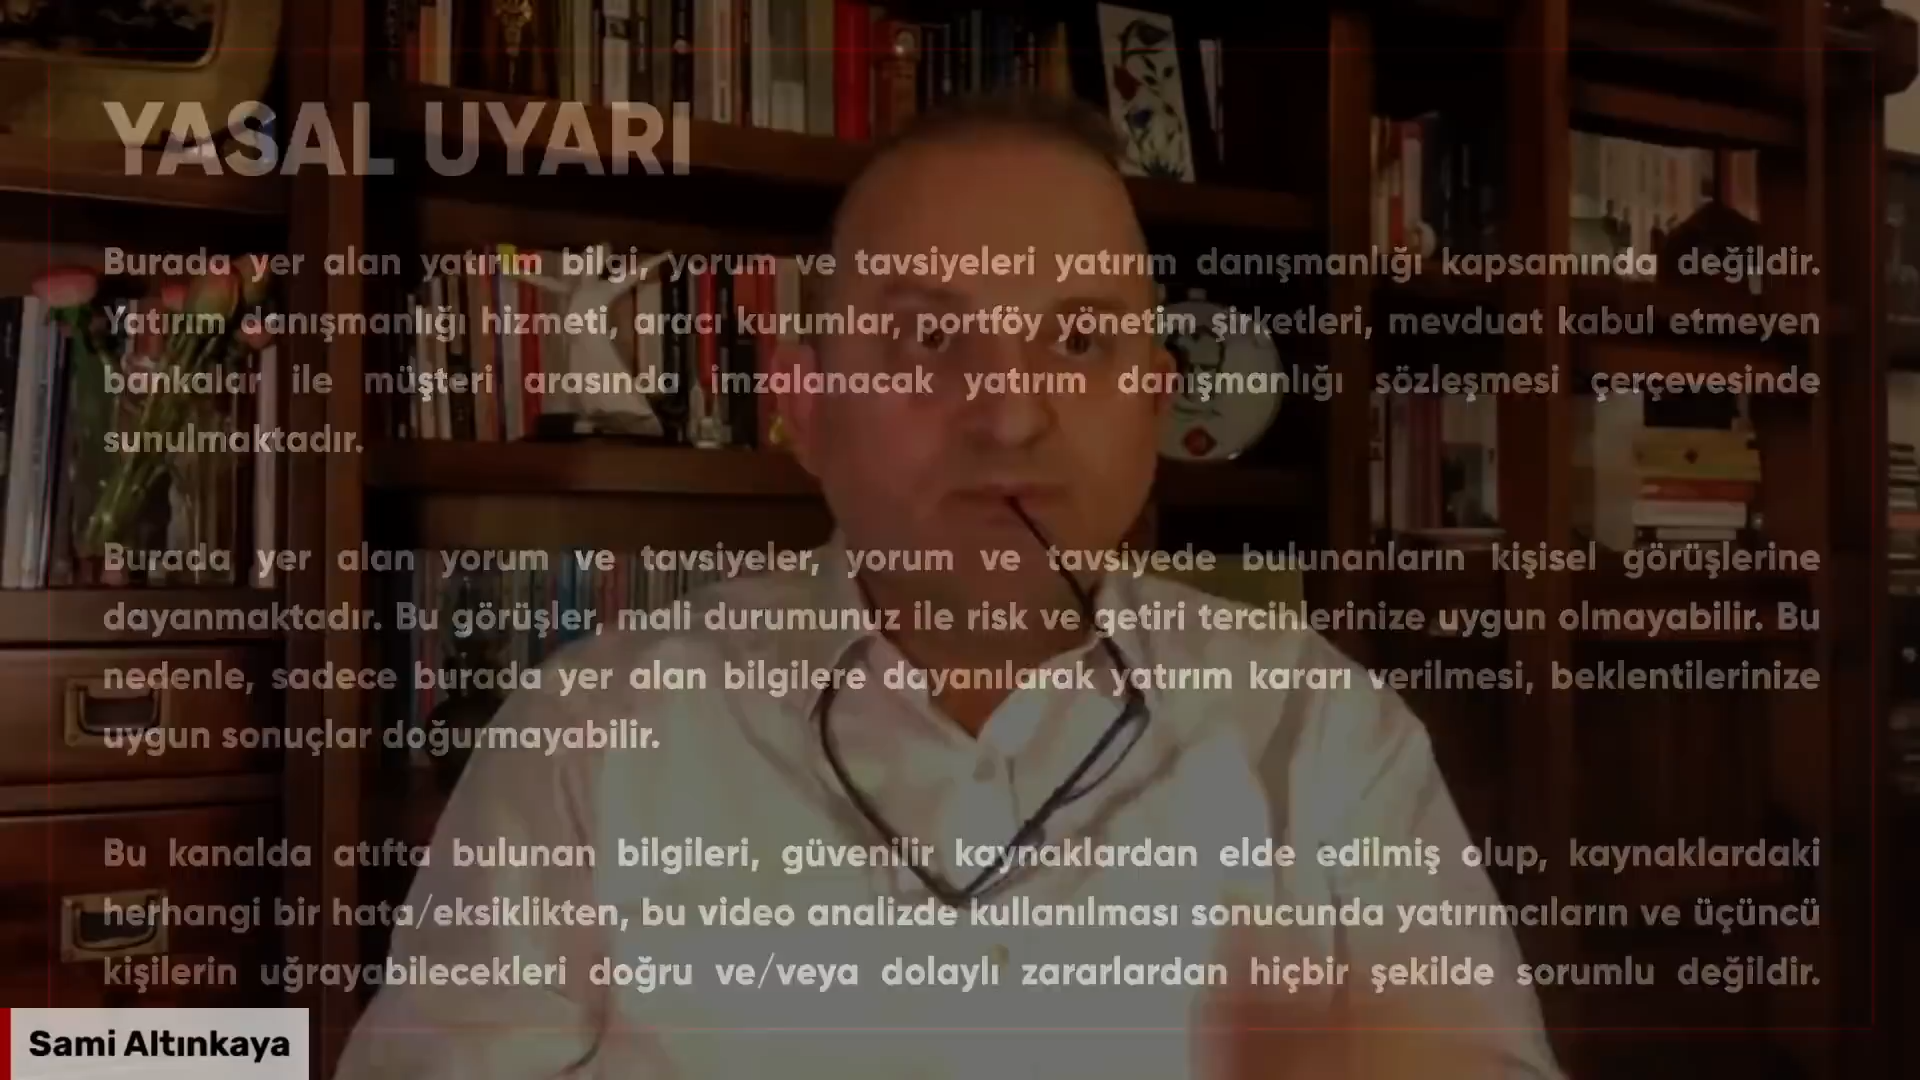 YASAL UYARI
Burada yer alan yatırım bilgi, yorum ve tavsiyeleri yatırım danışmanlığı kapsamında değildir.
Yatırım danışmanlığı hizmeti, aracı kurumlar, portföy yönetim şirketleri, mevduat kabul etmeyen
bankalar ile müşteri arasında imzalanacak yatırım danışmanlığı sözleşmesi çerçevesinde
sunulmaktadır.
Burada yer alan yorum ve tavsiyeler, yorum ve tavsiyede bulunanların kişisel görüşlerine
dayanmaktadır. Bu görüşler, mali durumunuz ile risk ve getiri tercihlerinize uygun olmayabilir. Bu
nedenle, sadece burada yer alan bilgilere dayanılarak yatırım kararı verilmesi, beklentilerinize
uygun sonuçlar doğurmayabilir.
Bu kanalda atıfta bulunan bilgileri, güvenilir kaynaklardan elde edilmiş olup, kaynaklardaki
herhangi bir hata/eksiklikten, bu video analizde kullanılması sonucunda yatırımcıların ve üçüncü
kişilerin uğrayabilecekleri doğru ve/veya dolaylı zararlardan hiçbir şekilde sorumlu değildir.
Sami Altınkaya